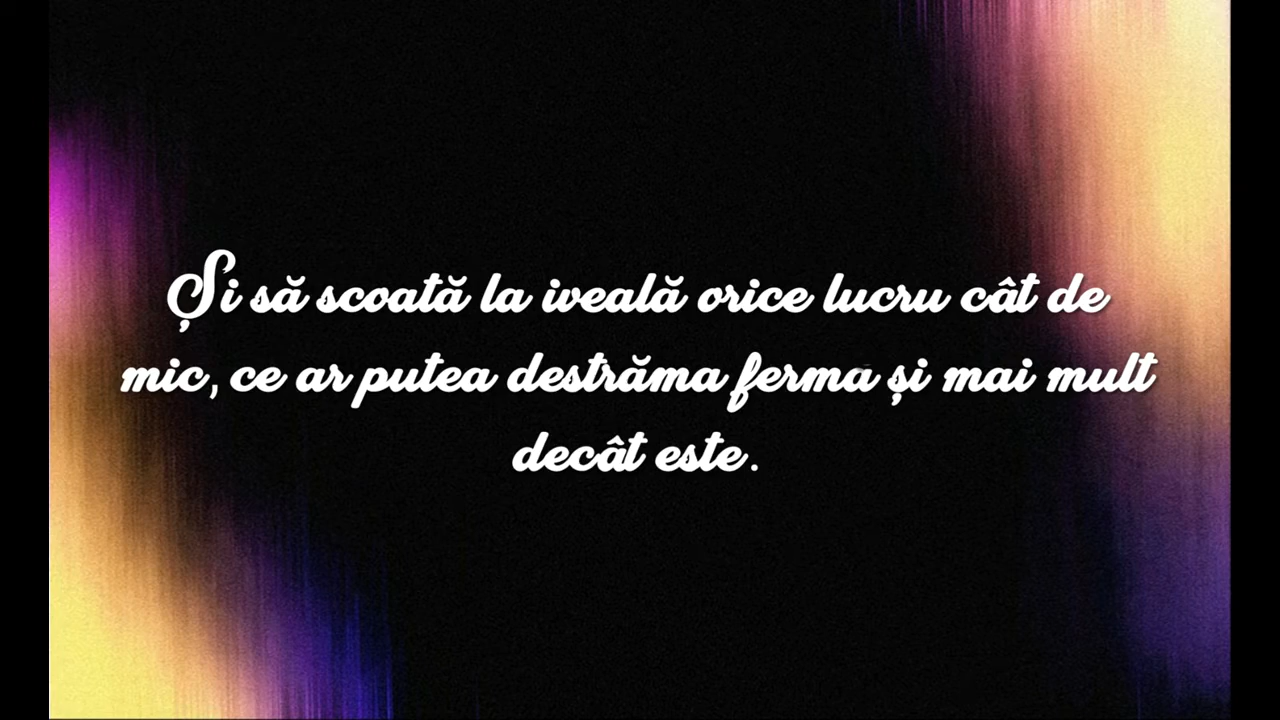 Și să scoată la iveală orice lucru cât de
mic, ce ar putea destrăma ferma și mai mult
decât este.